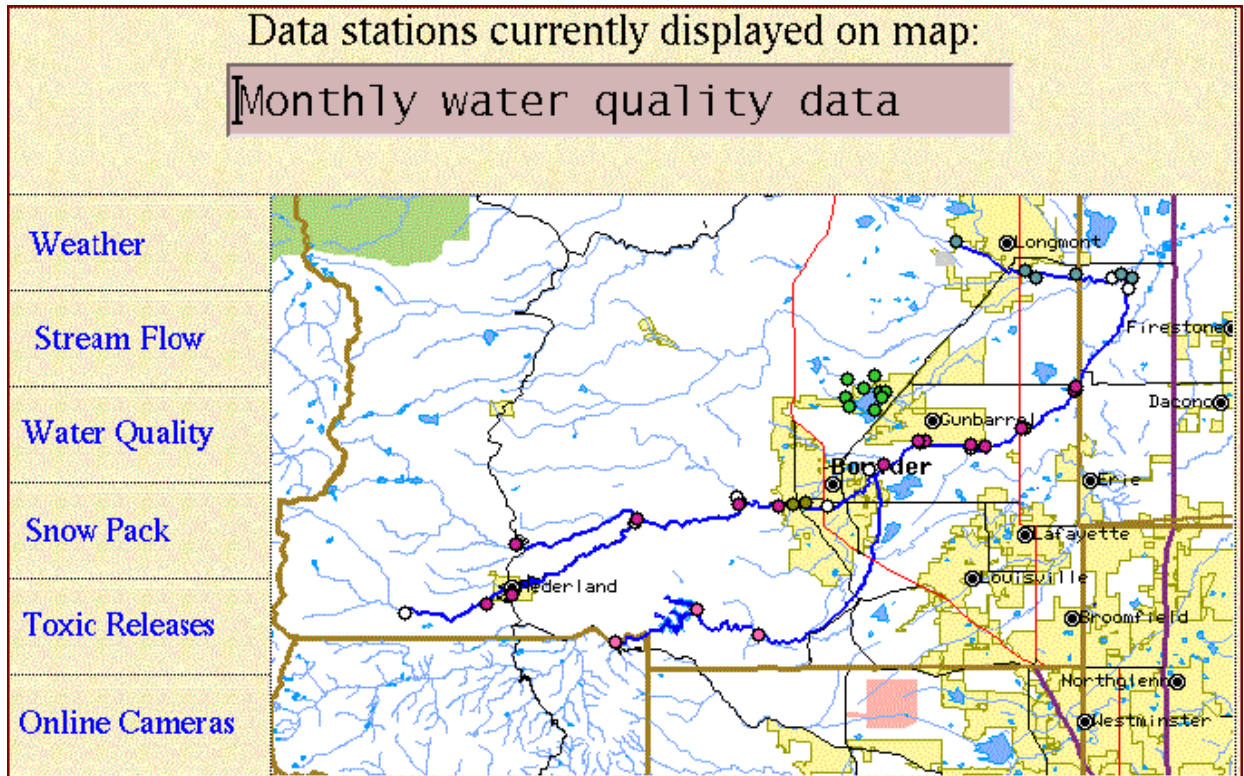 Data stations currently displayed on map:
Monthly water quality data
Weather
Stream Flow
Water Quality
Snow Pack
Toxic Releases
Online Cameras
Longmont
Firestone
Dacono
Gunbarrel
Boulder
Erie
Lafayette
Nederland
Louisville
Broomfield
Northglenn
Westminster